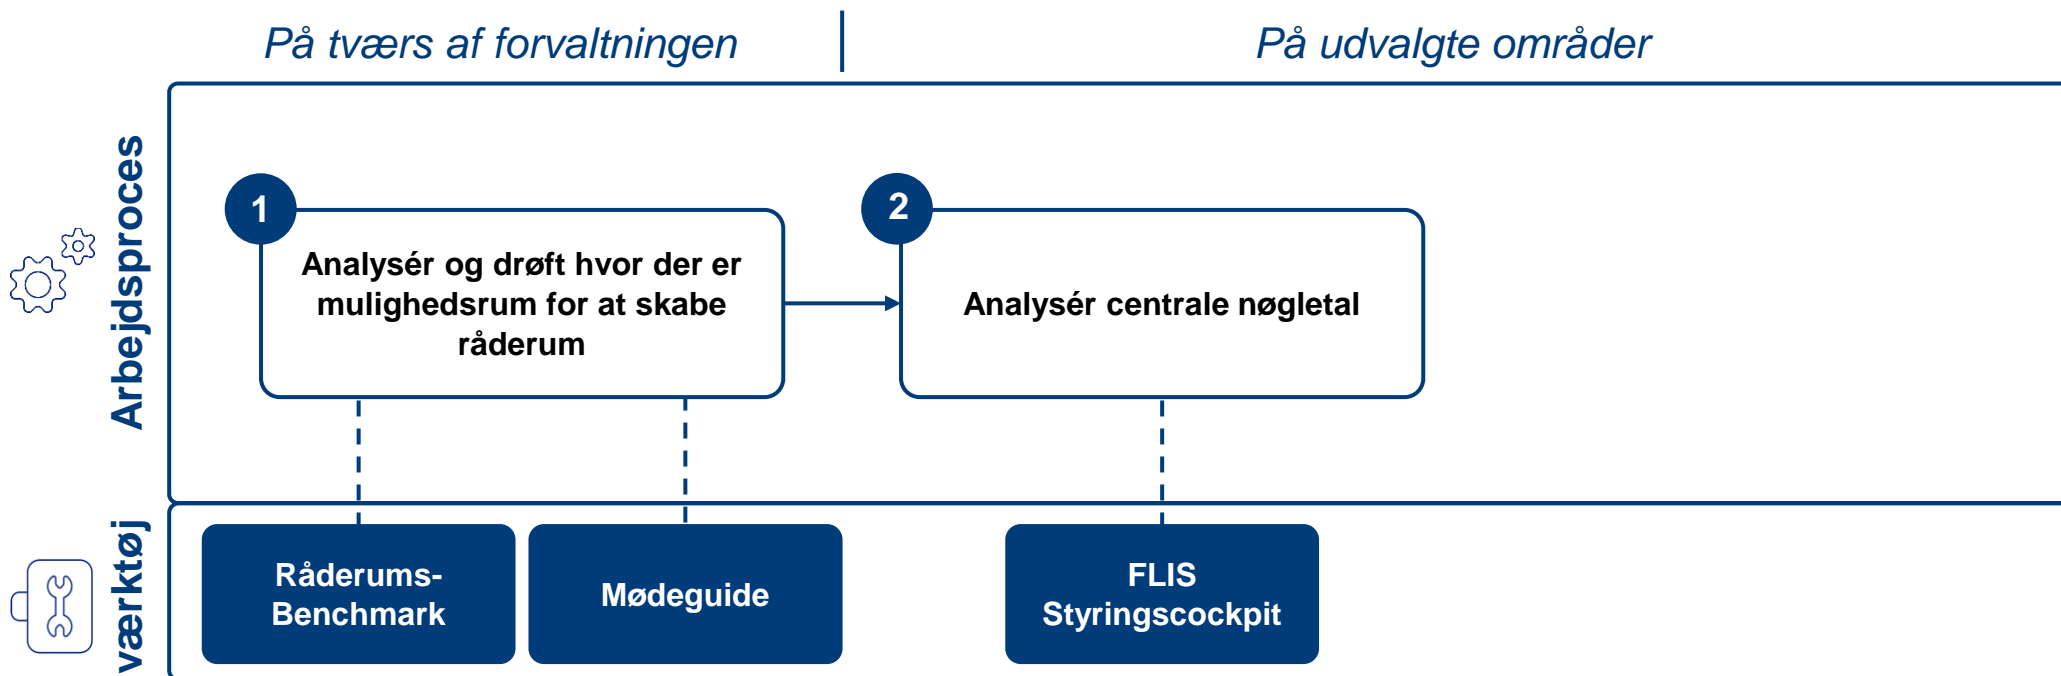 På tværs af forvaltningen
På udvalgte områder
Arbejdsproces
1
Analysér og drøft hvor der er
mulighedsrum for at skabe
råderum
2
Analysér centrale nøgletal
værktøj
Råderums-
Benchmark
Mødeguide
FLIS
Styringscockpit